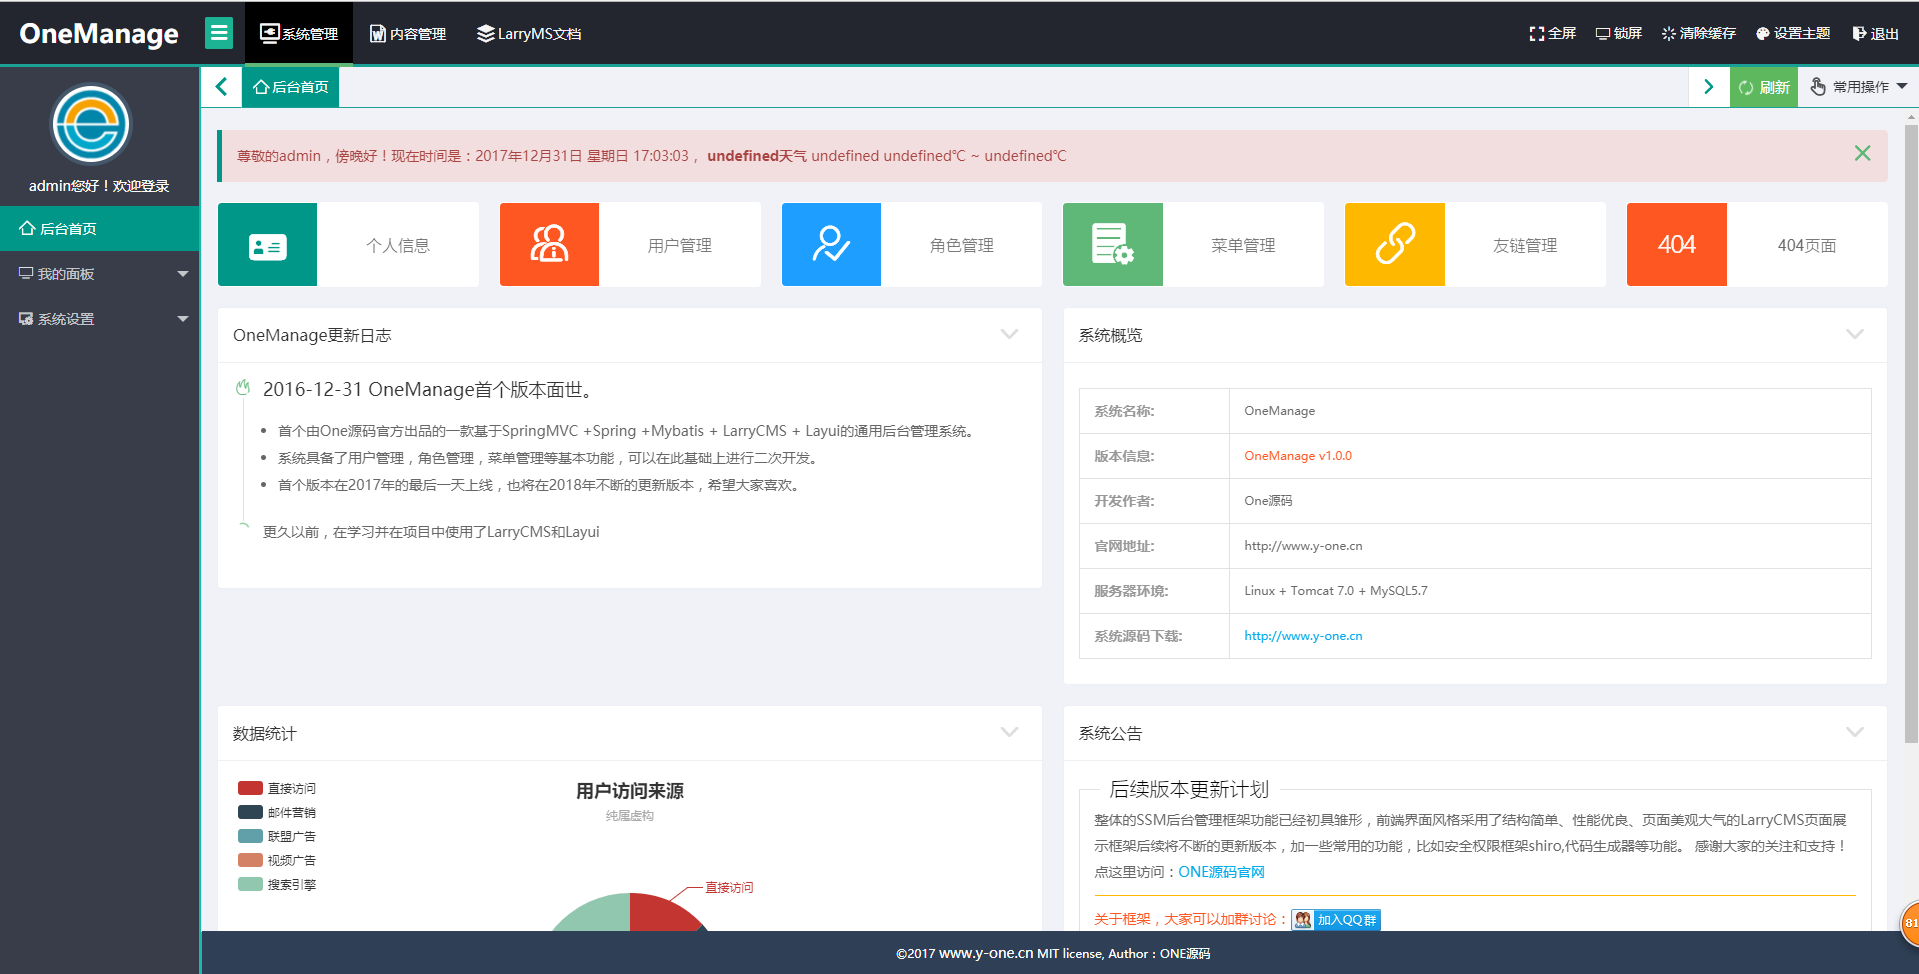 OneManage
系统管理
内容管理
LarryMS文档
全屏
锁屏
清除缓存
设置主题
退出
admin您好！欢迎登录
后台首页
我的面板
系统设置
后台首页
刷新
常用操作
尊敬的admin，傍晚好！现在时间是：2017年12月31日 星期日 17:03:03， undefined天气 undefined undefined℃ ~ undefined℃
个人信息
用户管理
角色管理
菜单管理
友链管理
404
404页面
OneManage更新日志
2016-12-31 OneManage首个版本面世。
首个由One源码官方出品的一款基于SpringMVC +Spring +Mybatis + LarryCMS + Layui的通用后台管理系统。
系统具备了用户管理，角色管理，菜单管理等基本功能，可以在此基础上进行二次开发。
首个版本在2017年的最后一天上线，也将在2018年不断的更新版本，希望大家喜欢。
更久以前，在学习并在项目中使用了LarryCMS和Layui
系统概览
系统名称: OneManage
版本信息: OneManage v1.0.0
开发作者: One源码
官网地址: http://www.y-one.cn
服务器环境: Linux + Tomcat 7.0 + MySQL5.7
系统源码下载: http://www.y-one.cn
数据统计
直接访问
邮件营销
联盟广告
视频广告
搜索引擎
用户访问来源
纯属虚构
直接访问
系统公告
后续版本更新计划
整体的SSM后台管理框架功能已经初具雏形，前端界面风格采用了结构简单、性能优良、页面美观大气的LarryCMS页面展
示框架后续将不断的更新版本，加一些常用的功能，比如安全权限框架shiro,代码生成器等功能。 感谢大家的关注和支持！
点这里访问：ONE源码官网
关于框架，大家可以加群讨论： 加入QQ群
81
©2017 www.y-one.cn MIT license, Author：ONE源码